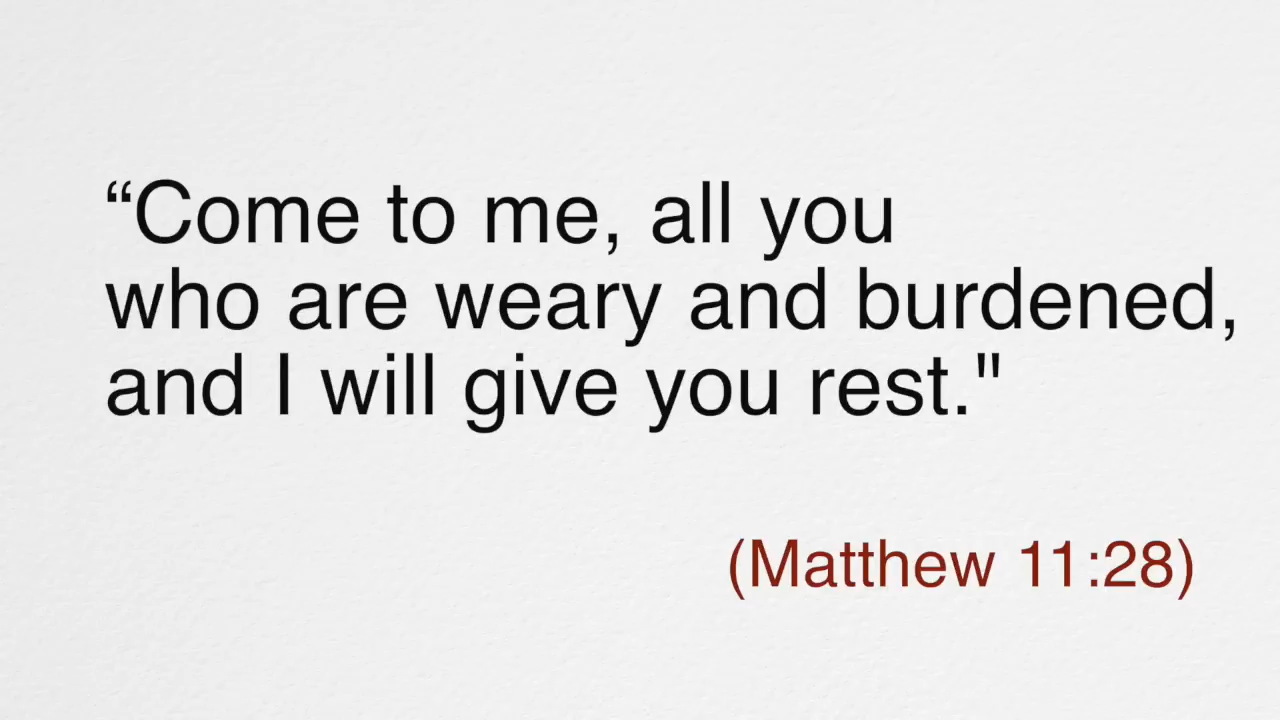 “Come to me, all you
who are weary and burdened,
and I will give you rest."
(Matthew 11:28)